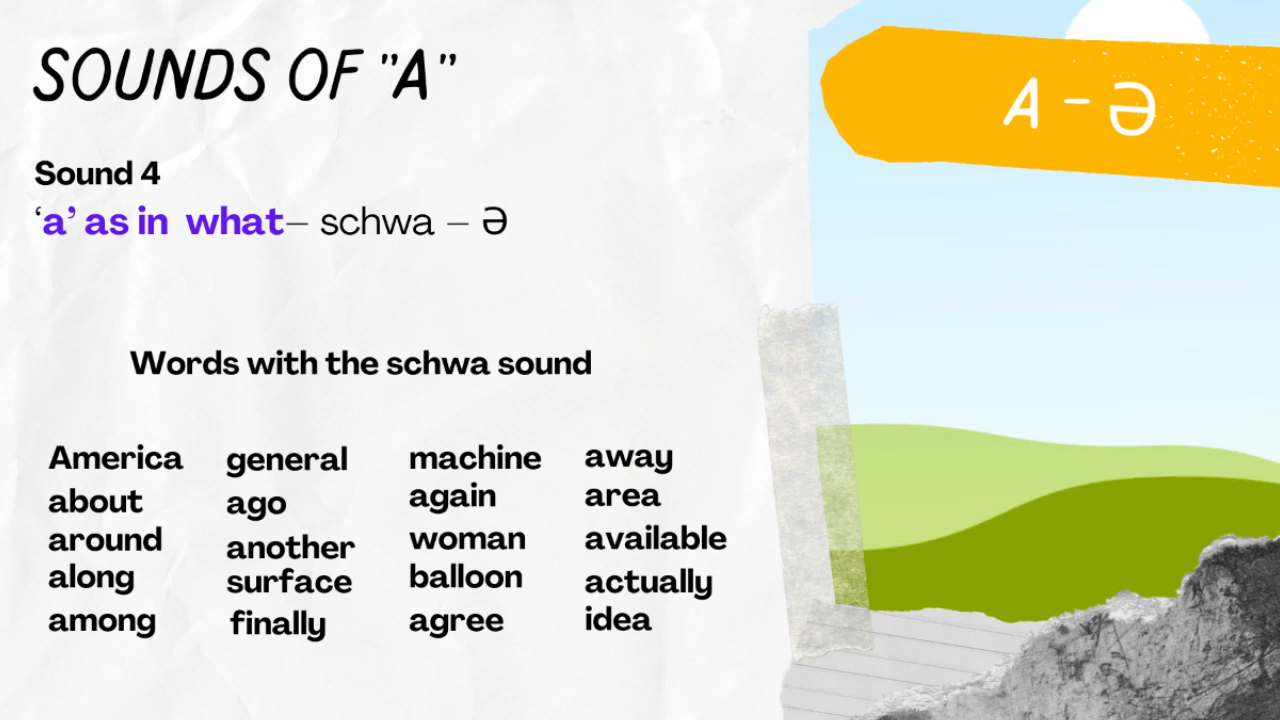 SOUNDS OF "A"
A - Ə
Sound 4
‘a’ as in what– schwa – Ə
Words with the schwa sound
America general machine away
about ago again area
around another woman available
along surface balloon actually
among finally agree idea